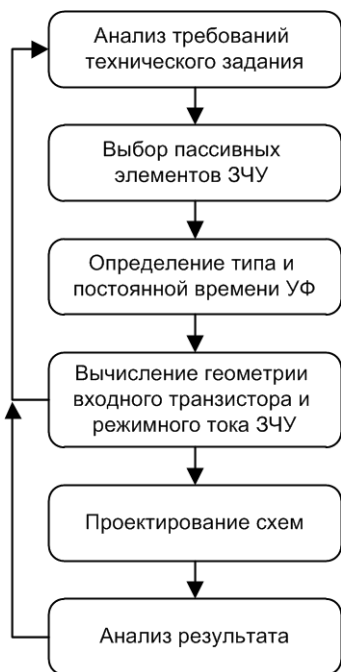 Анализ требований
технического задания
Выбор пассивных
элементов ЗЧУ
Определение типа и
постоянной времени УФ
Вычисление геометрии
входного транзистора и
режимного тока ЗЧУ
Проектирование схем
Анализ результата